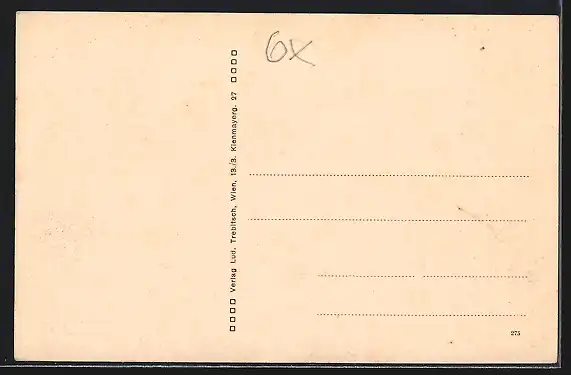 6x
□□□□ Verlag Lud. Trebitsch, Wien, 13./3. Kienmayerg. 27 □□□□
275